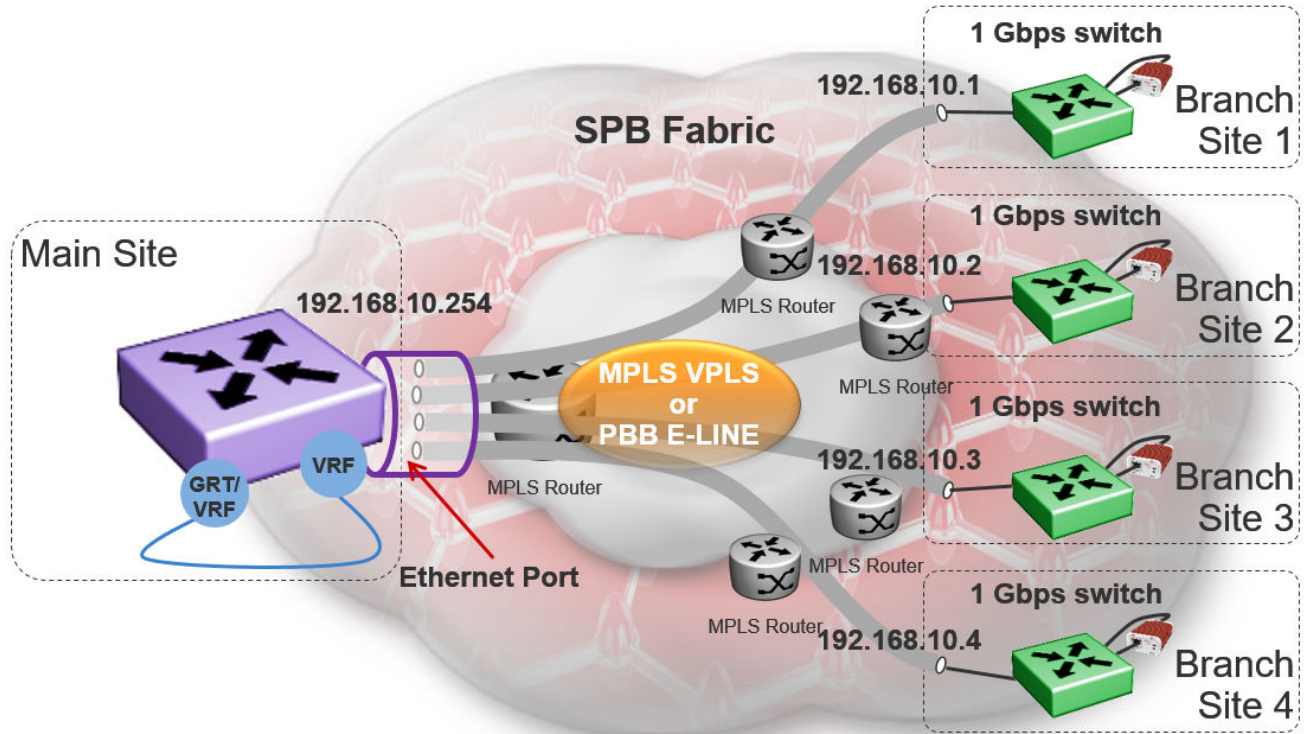 1 Gbps switch
192.168.10.1
Branch
Site 1
SPB Fabric
1 Gbps switch
Main Site
192.168.10.2
Branch
Site 2
MPLS Router
192.168.10.254
MPLS Router
MPLS VPLS
or
PBB E-LINE
1 Gbps switch
192.168.10.3
Branch
Site 3
VRF
GRT/
VRF
MPLS Router
MPLS Router
Ethernet Port
1 Gbps switch
MPLS Router
192.168.10.4
Branch
Site 4